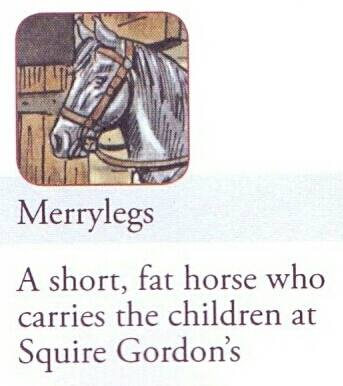 Merrylegs
A short, fat horse who
carries the children at
Squire Gordon's